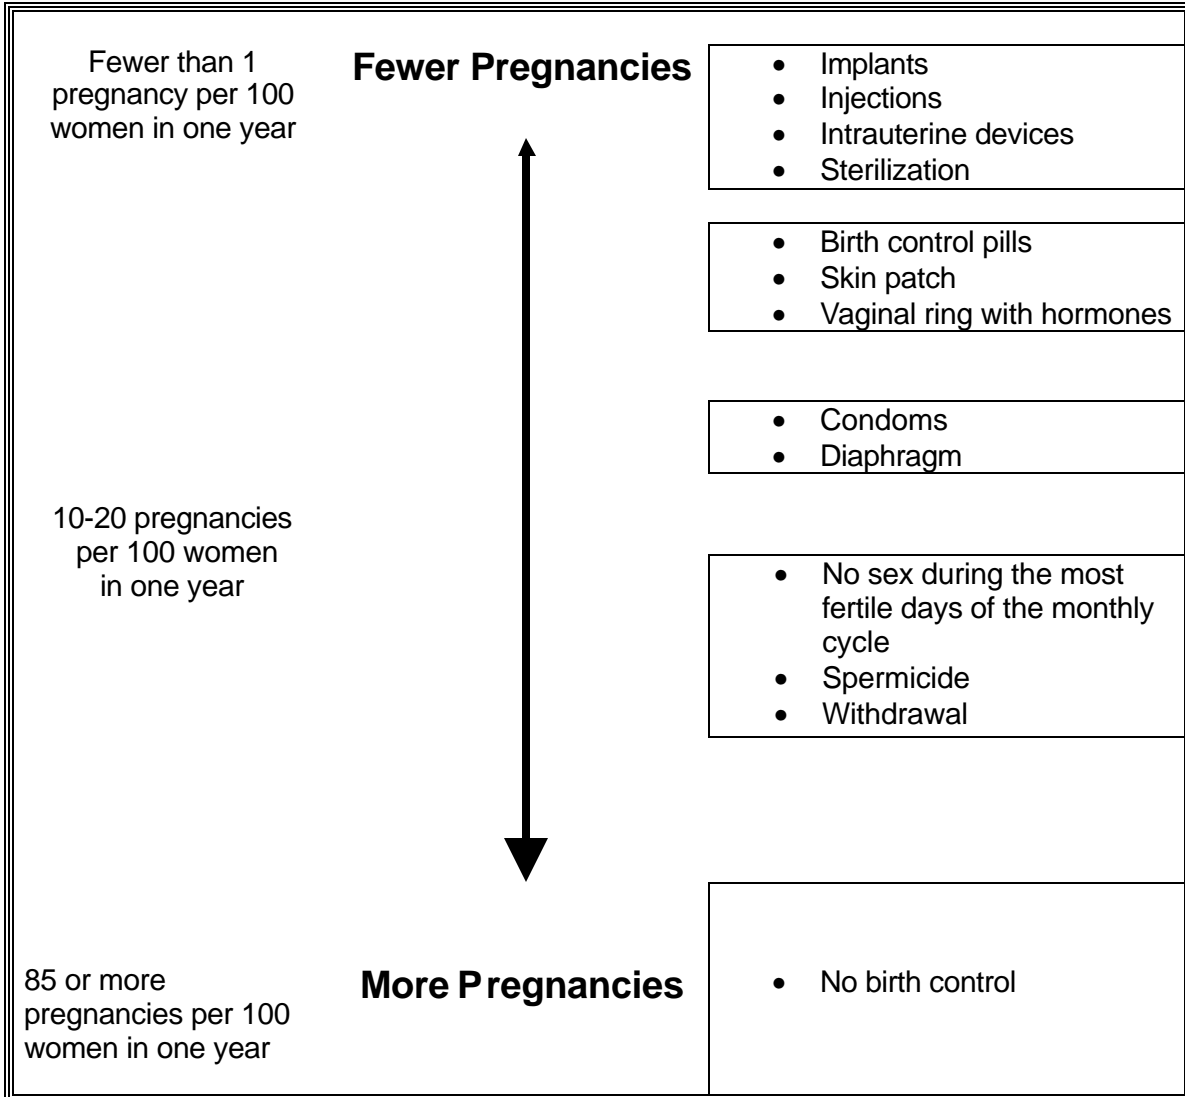 Fewer than 1
pregnancy per 100
women in one year
Fewer Pregnancies
• Implants
• Injections
• Intrauterine devices
• Sterilization
• Birth control pills
• Skin patch
• Vaginal ring with hormones
• Condoms
• Diaphragm
10-20 pregnancies
per 100 women
in one year
• No sex during the most
fertile days of the monthly
cycle
• Spermicide
• Withdrawal
85 or more
pregnancies per 100
women in one year
More Pregnancies
• No birth control